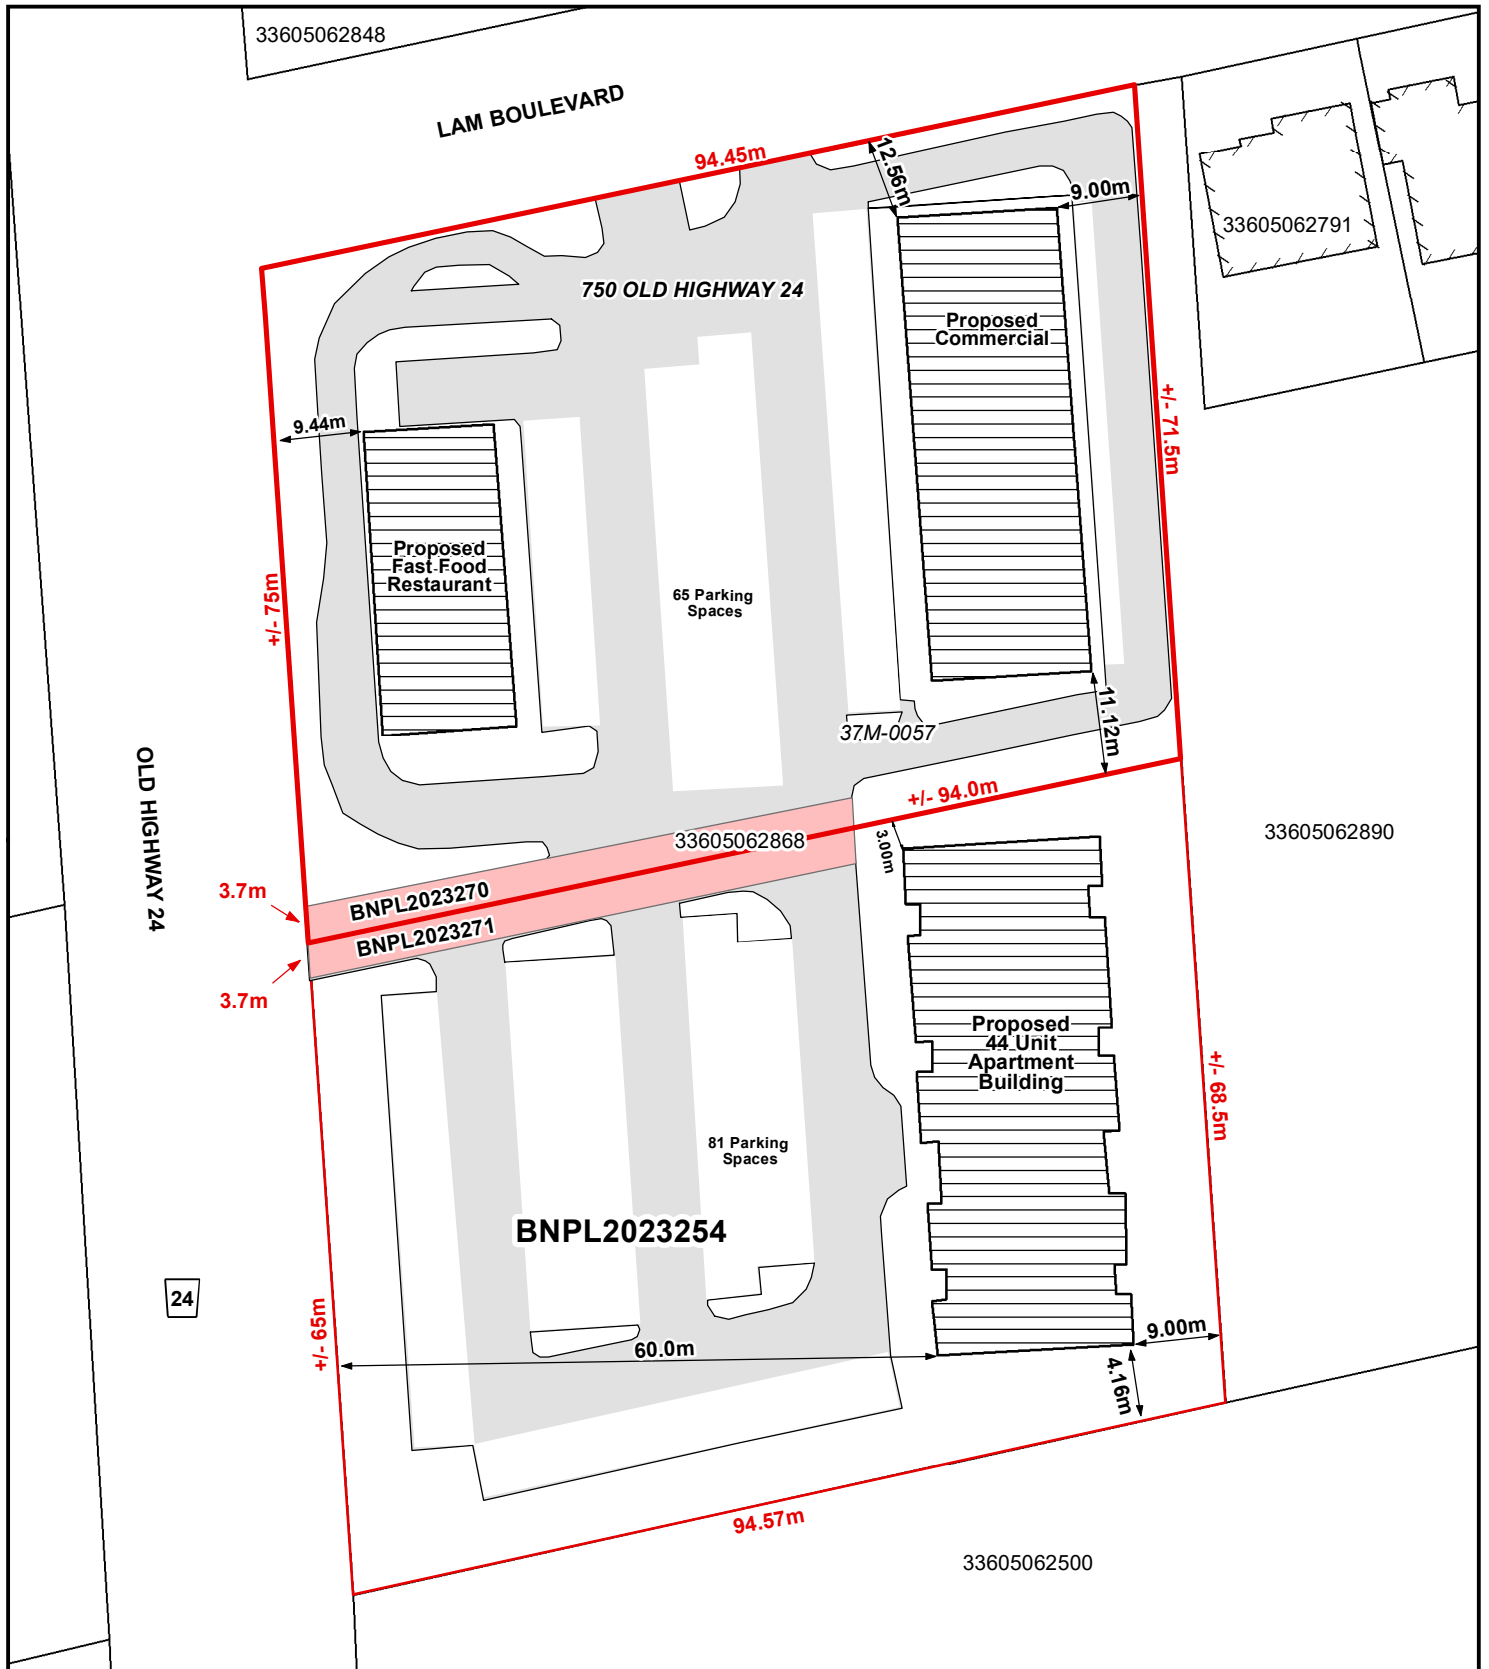 33605062848
LAM BOULEVARD
94.45m
12.56m
9.00m
33605062791
750 OLD HIGHWAY 24
Proposed
Commercial
+/- 71.5m
9.44m
Proposed
Fast Food
Restaurant
65 Parking
Spaces
+/- 75m
11.12m
37M-0057
OLD HIGHWAY 24
+/- 94.0m
33605062868
3.00m
33605062890
3.7m
BNPL2023270
BNPL2023271
3.7m
Proposed
44 Unit
Apartment
Building
+/- 68.5m
81 Parking
Spaces
BNPL2023254
24
+/- 65m
60.0m
9.00m
4.16m
94.57m
33605062500